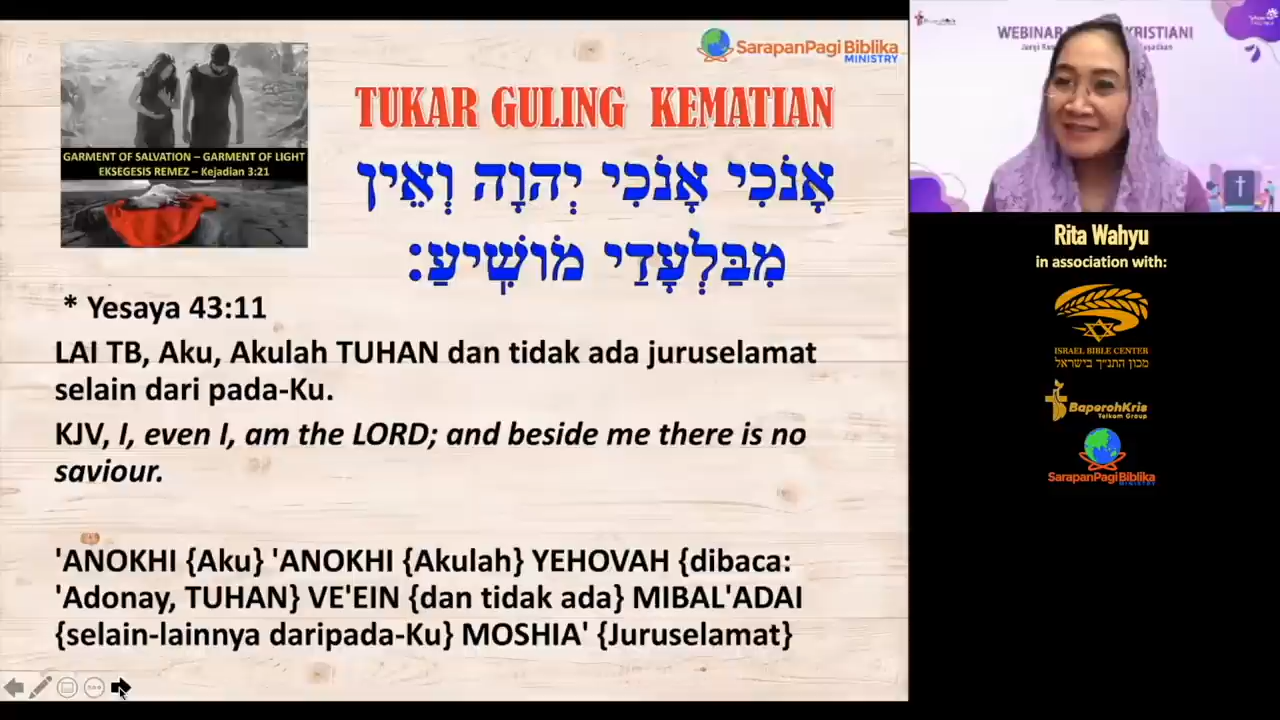 SarapanPagi Biblika
MINISTRY
GARMENT OF SALVATION – GARMENT OF LIGHT
EKSEGESIS REMEZ – Kejadian 3:21
TUKAR GULING KEMATIAN
אָנֹכִי אָנֹכִי יְהוָה וְאֵין
מִבַּלְעָדַי מֹושִׁיעַ׃
* Yesaya 43:11
LAI TB, Aku, Akulah TUHAN dan tidak ada juruselamat
selain dari pada-Ku.
KJV, I, even I, am the LORD; and beside me there is no
saviour.
'ANOKHI {Aku} 'ANOKHI {Akulah} YEHOVAH {dibaca:
'Adonay, TUHAN} VE'EIN {dan tidak ada} MIBAL'ADAI
{selain-lainnya daripada-Ku} MOSHIA' {Juruselamat}
WEBINAR
KRISTIANI
Rita Wahyu
in association with:
ISRAEL BIBLE CENTER
מכון התנ״ך בישראל
BaperohKris
Telkom Group
SarapanPagi Biblika
MINISTRY